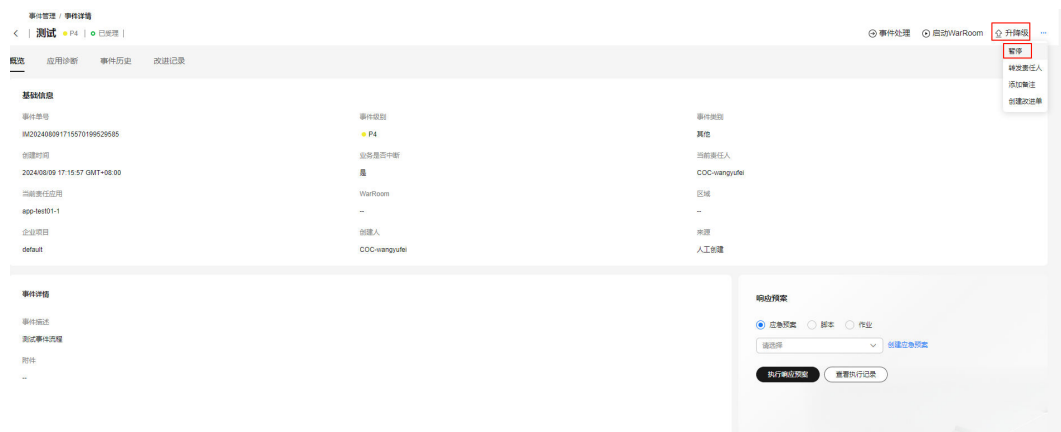 事件管理 / 事件详情
测试 P4 | 已受理 |
事件处理 启动WarRoom 升降级 ...
暂停
转发责任人
添加备注
创建改进单
概览 应用诊断 事件历史 改进记录
基础信息
事件单号 事件级别 事件类别
IM20240809171557019952​9585 P4 其他
创建时间 业务是否中断 当前责任人
2024/08/09 17:15:57 GMT+08:00 是 COC-wangyufei
当前责任应用 WarRoom 区域
app-test01-1 -- --
企业项目 创建人 来源
default COC-wangyufei 人工创建
事件详情
事件描述
测试事件流程
附件
--
响应预案
应急预案 脚本 作业
请选择 创建应急预案
执行响应预案 查看执行记录